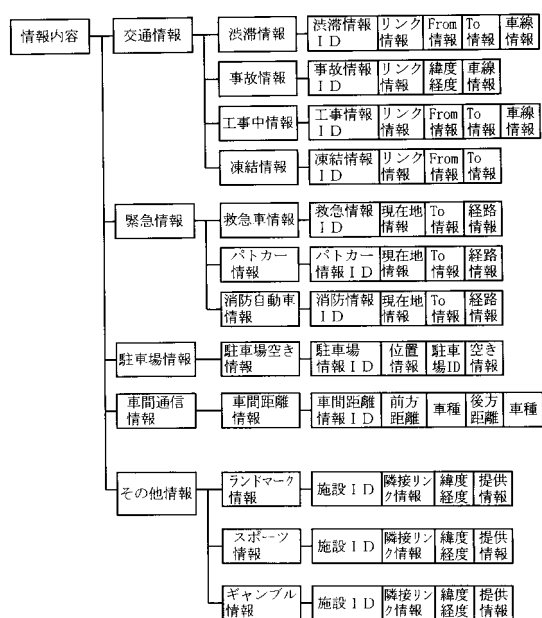 情報内容
交通情報
渋滞情報
渋滞情報
ＩＤ
リンク
情報
From
情報
To
情報
車線
情報
事故情報
事故情報
ＩＤ
リンク
情報
緯度
経度
車線
情報
工事中情報
工事情報
ＩＤ
リンク
情報
From
情報
To
情報
車線
情報
凍結情報
凍結情報
ＩＤ
リンク
情報
From
情報
To
情報
緊急情報
救急車情報
救急情報
ＩＤ
現在地
情報
To
情報
経路
情報
パトカー
情報
パトカー
情報ＩＤ
現在地
情報
To
情報
経路
情報
消防自動車
情報
消防情報
ＩＤ
現在地
情報
To
情報
経路
情報
駐車場情報
駐車場空き
情報
駐車場
情報ＩＤ
位置
情報
駐車
場ID
空き
情報
車間通信
情報
車間距離
情報
車間距離
情報ＩＤ
前方
距離
車種
後方
距離
車種
その他情報
ランドマーク
情報
施設ＩＤ
隣接リン
ク情報
緯度
経度
提供
情報
スポーツ
情報
施設ＩＤ
隣接リン
ク情報
緯度
経度
提供
情報
ギャンブル
情報
施設ＩＤ
隣接リン
ク情報
緯度
経度
提供
情報